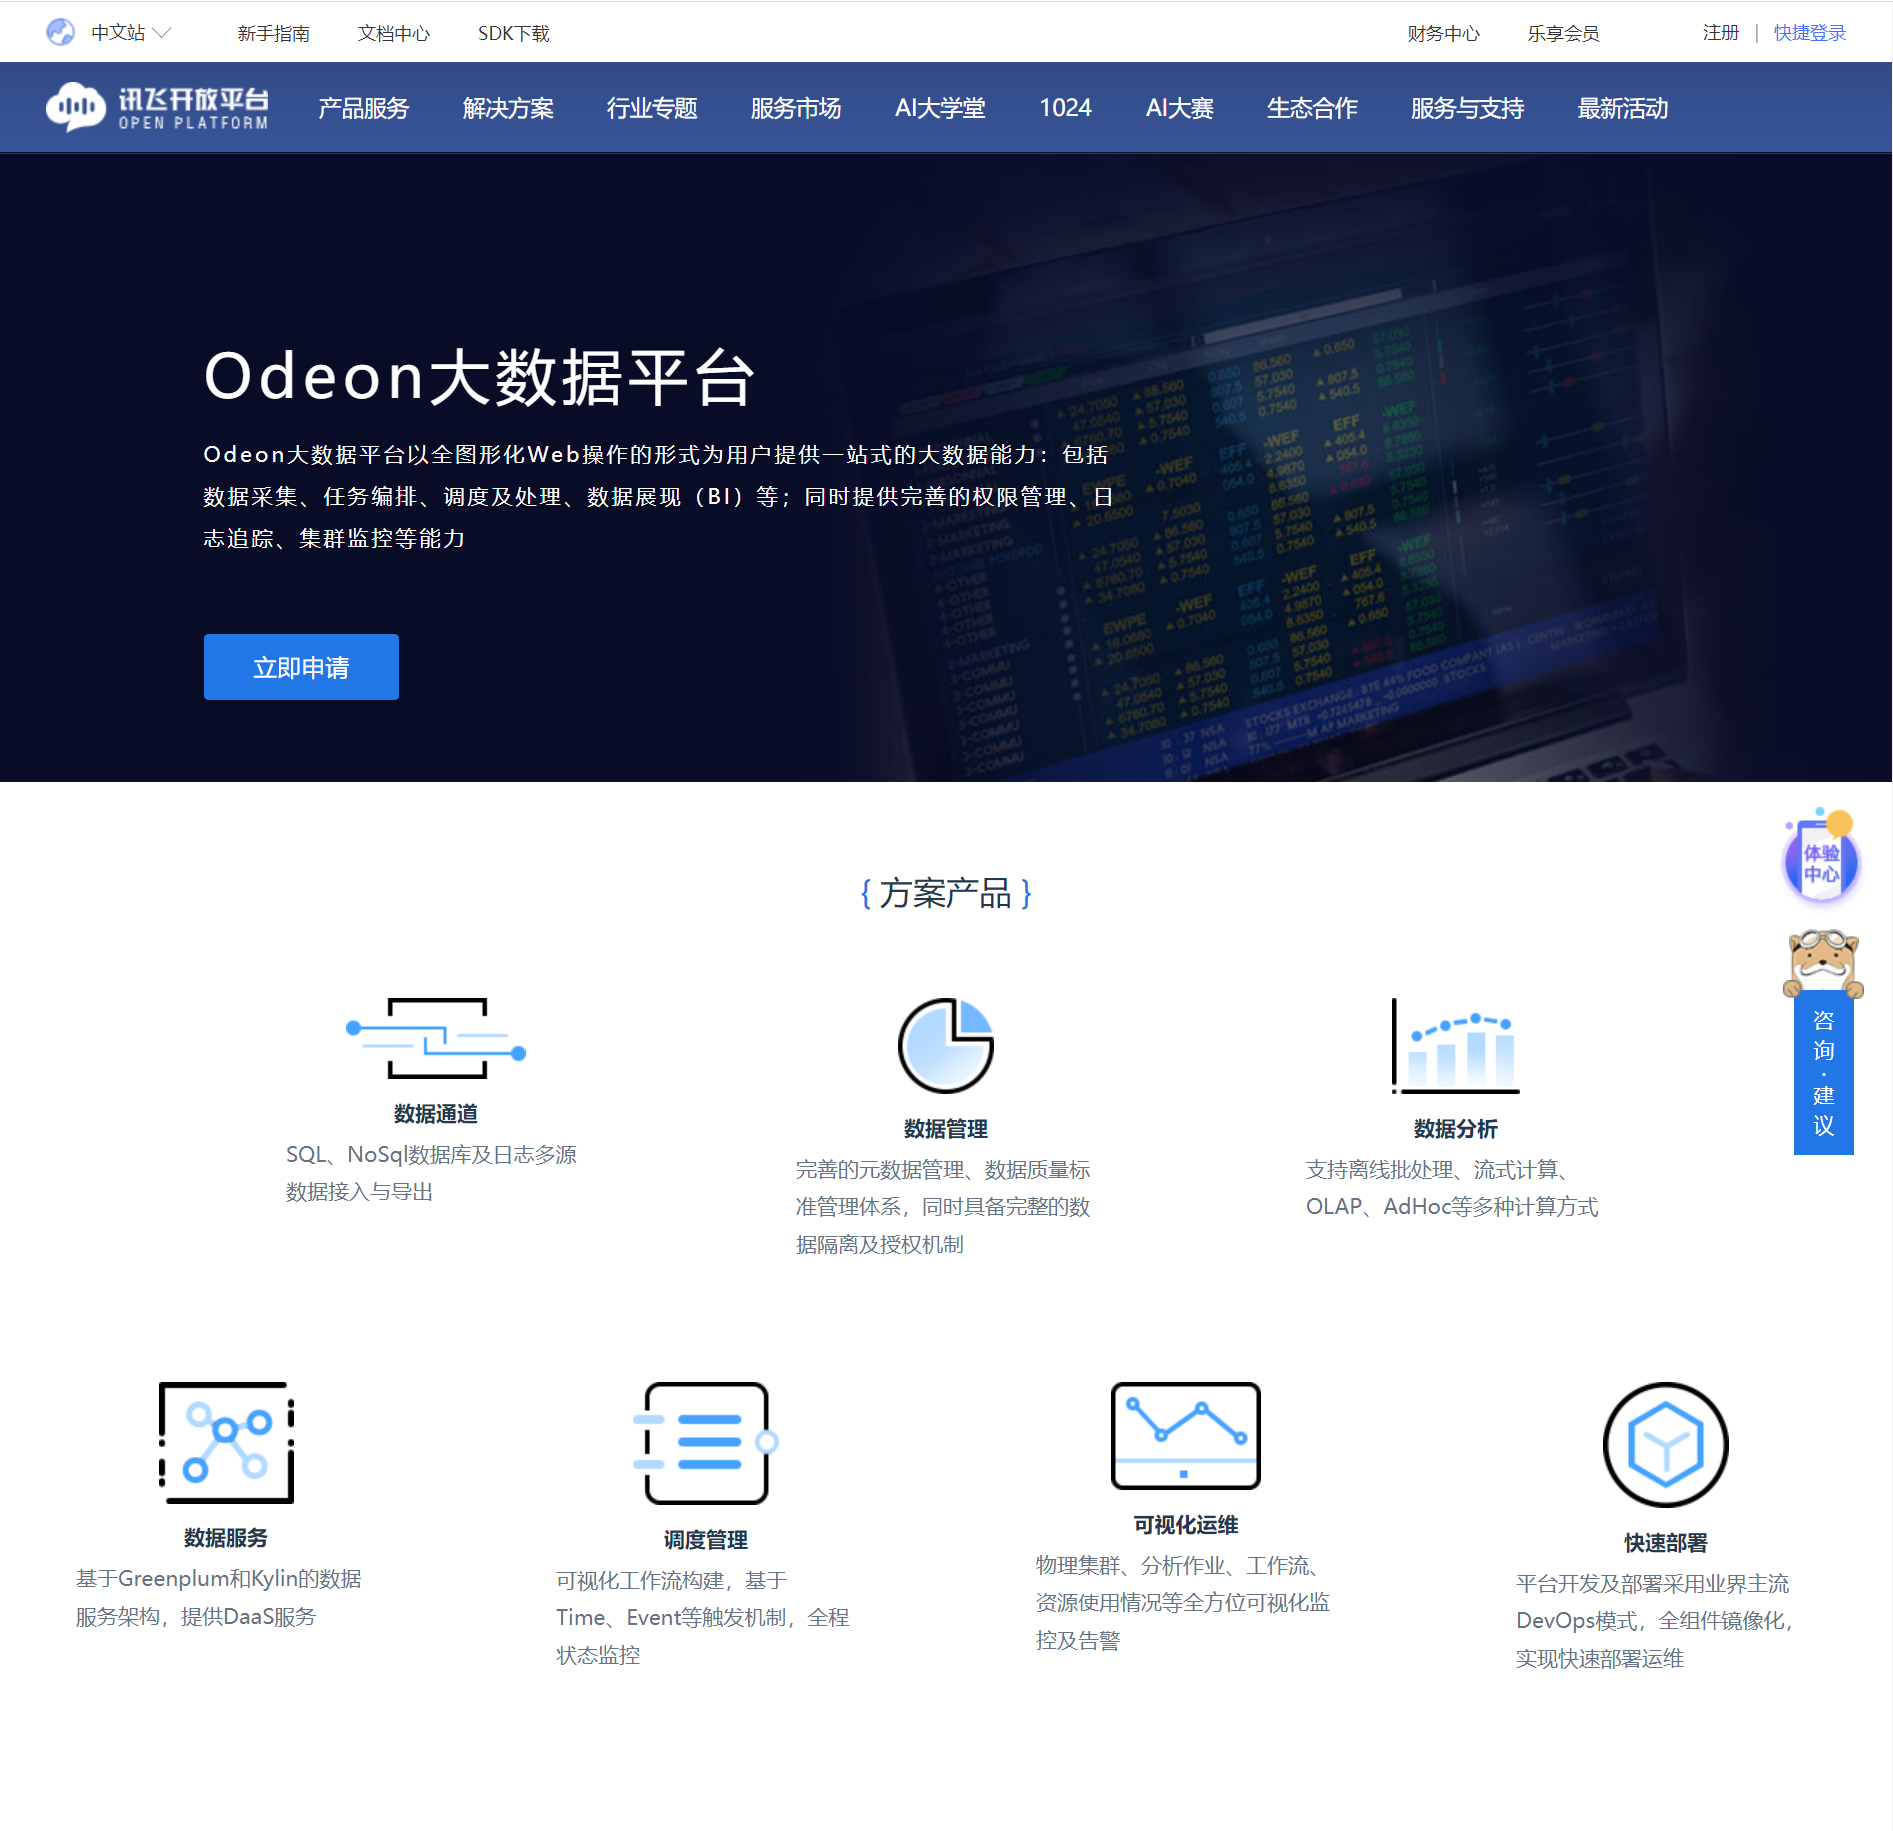 中文站
新手指南
文档中心
SDK下载
财务中心
乐享会员
注册 | 快捷登录
讯飞开放平台
OPEN PLATFORM
产品服务
解决方案
行业专题
服务市场
AI大学堂
1024
AI大赛
生态合作
服务与支持
最新活动
Odeon大数据平台
Odeon大数据平台以全图形化Web操作的形式为用户提供一站式的大数据能力：包括
数据采集、任务编排、调度及处理、数据展现（BI）等；同时提供完善的权限管理、日
志追踪、集群监控等能力
立即申请
体验
中心
{ 方案产品 }
咨
询
·
建
议
数据通道
SQL、NoSql数据库及日志多源
数据接入与导出
数据管理
完善的元数据管理、数据质量标
准管理体系，同时具备完整的数
据隔离及授权机制
数据分析
支持离线批处理、流式计算、
OLAP、AdHoc等多种计算方式
数据服务
基于Greenplum和Kylin的数据
服务架构，提供DaaS服务
调度管理
可视化工作流构建，基于
Time、Event等触发机制，全程
状态监控
可视化运维
物理集群、分析作业、工作流、
资源使用情况等全方位可视化监
控及告警
快速部署
平台开发及部署采用业界主流
DevOps模式，全组件镜像化，
实现快速部署运维